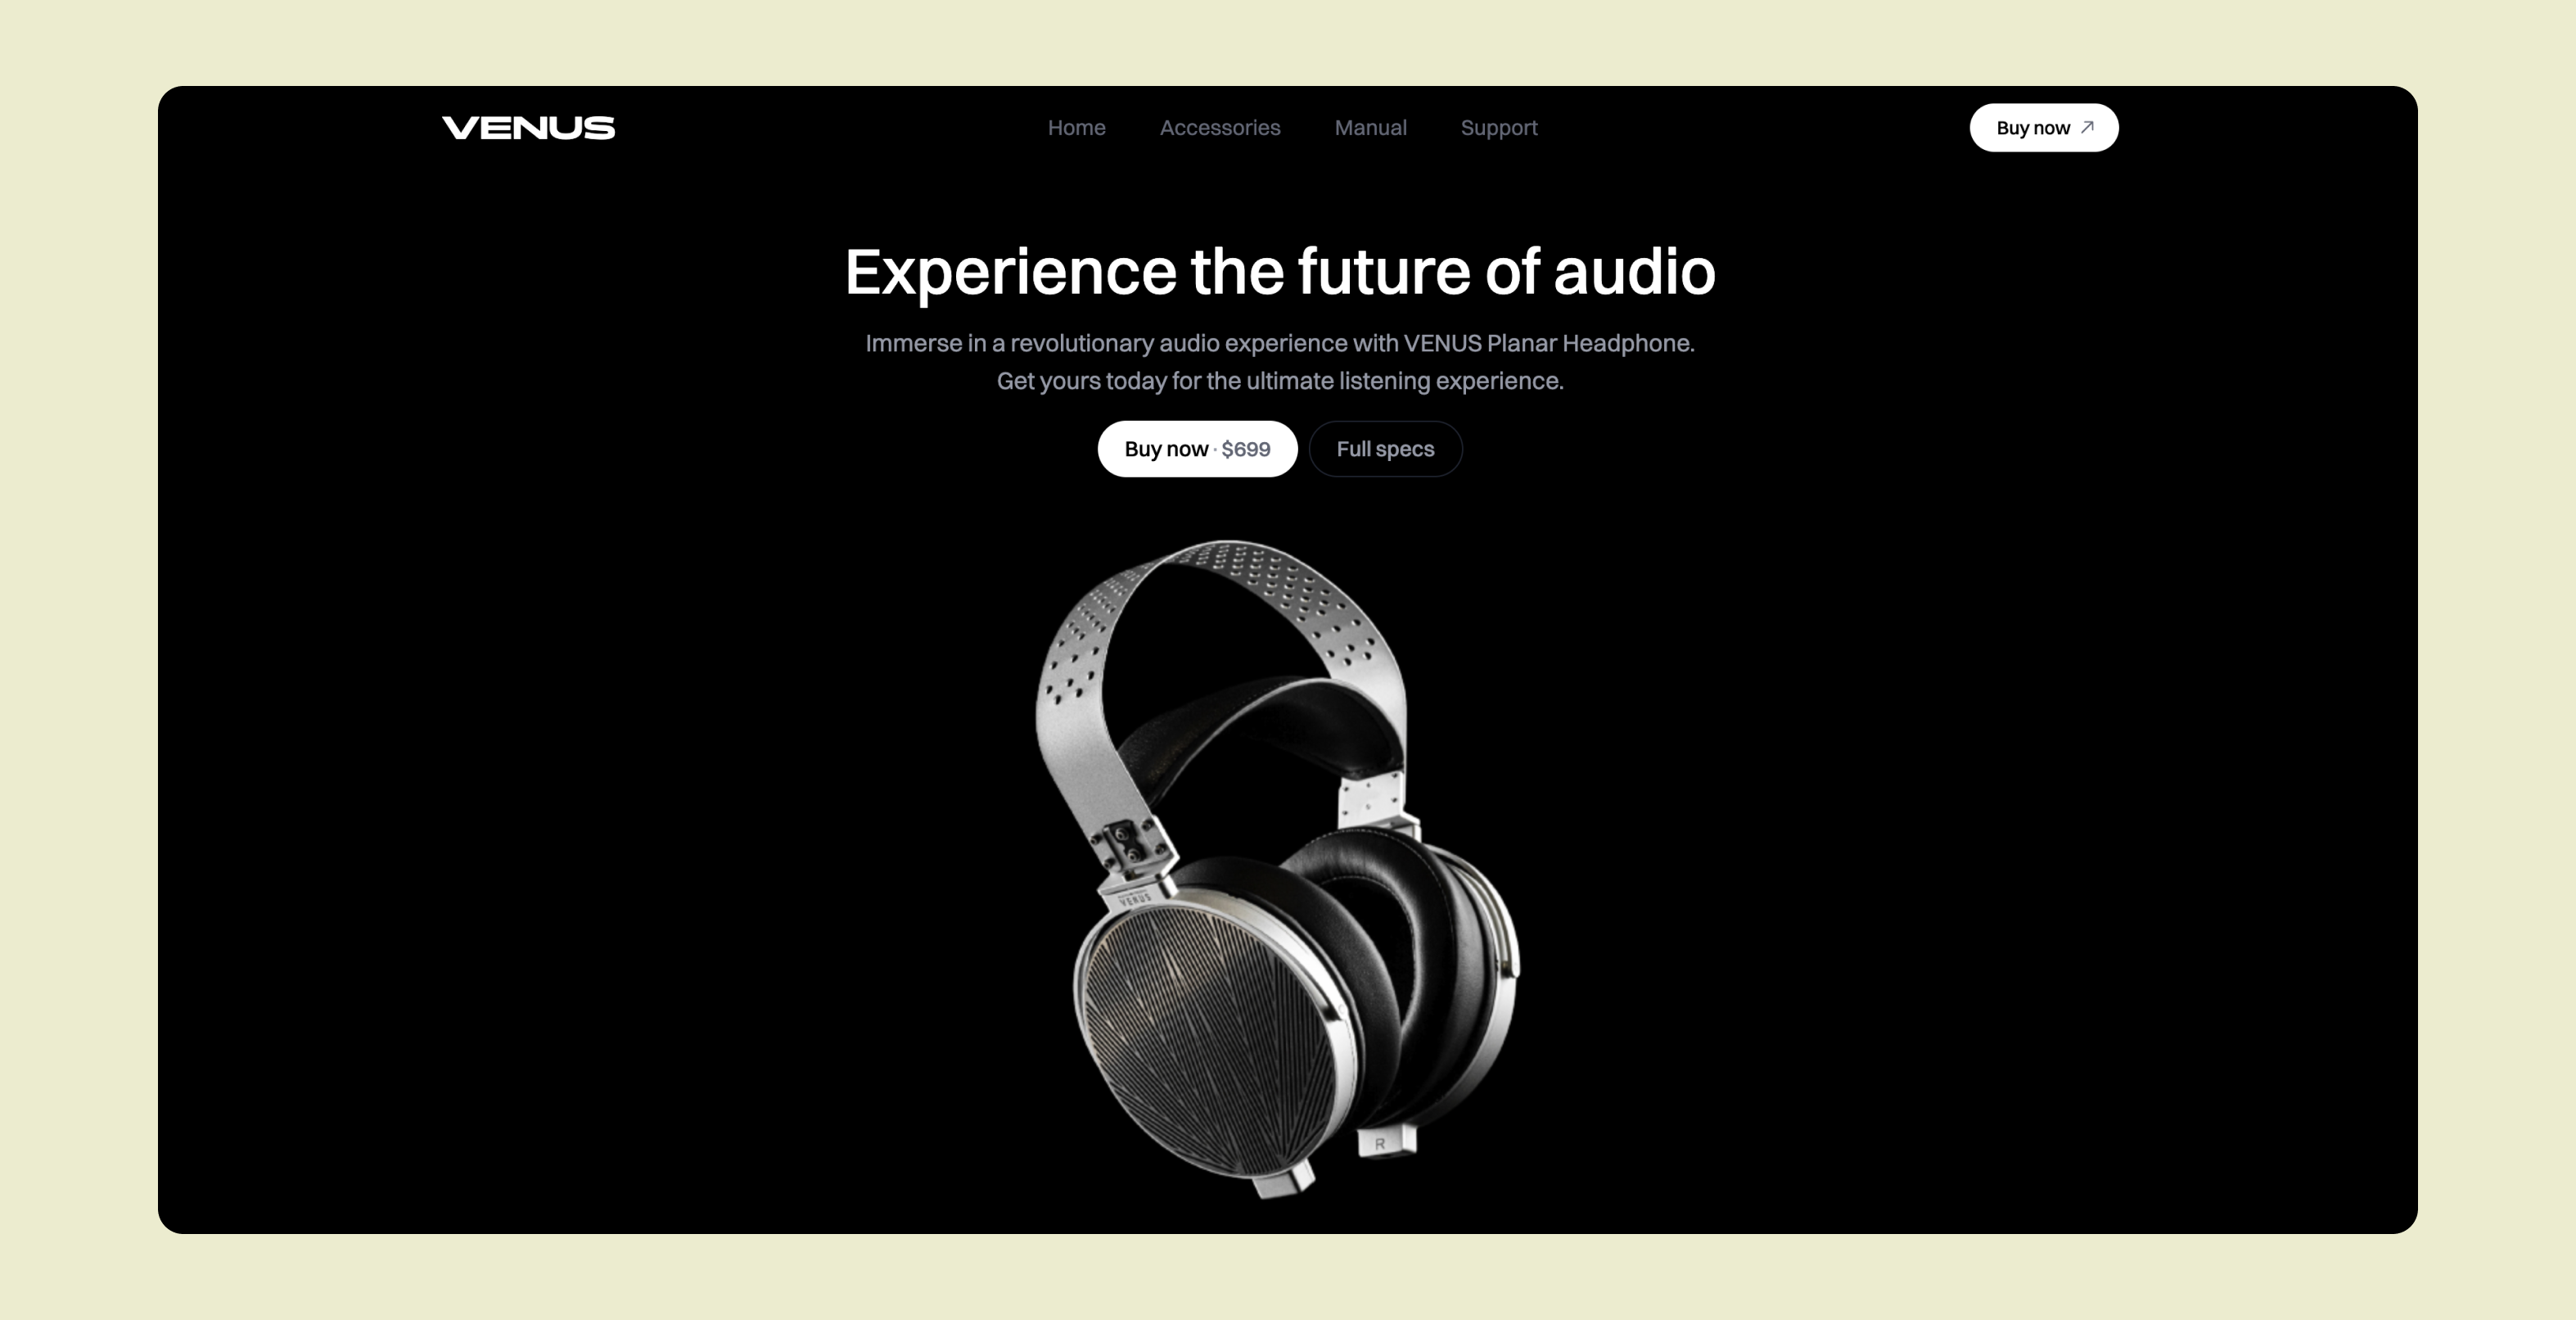 VENUS
Home Accessories Manual Support
Buy now
Experience the future of audio
Immerse in a revolutionary audio experience with VENUS Planar Headphone.
Get yours today for the ultimate listening experience.
Buy now · $699
Full specs
VENUS
R